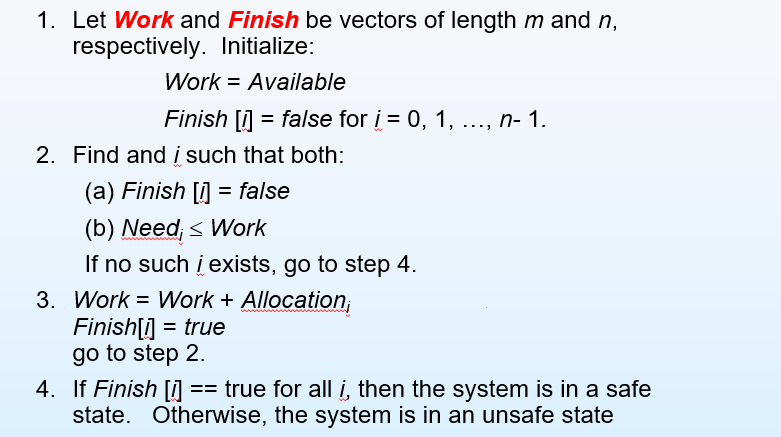 1. Let Work and Finish be vectors of length m and n,
respectively. Initialize:
Work = Available
Finish [i] = false for i = 0, 1, …, n- 1.
2. Find and i such that both:
(a) Finish [i] = false
(b) Needi ≤ Work
If no such i exists, go to step 4.
3. Work = Work + Allocationi
Finish[i] = true
go to step 2.
4. If Finish [i] == true for all i, then the system is in a safe
state. Otherwise, the system is in an unsafe state